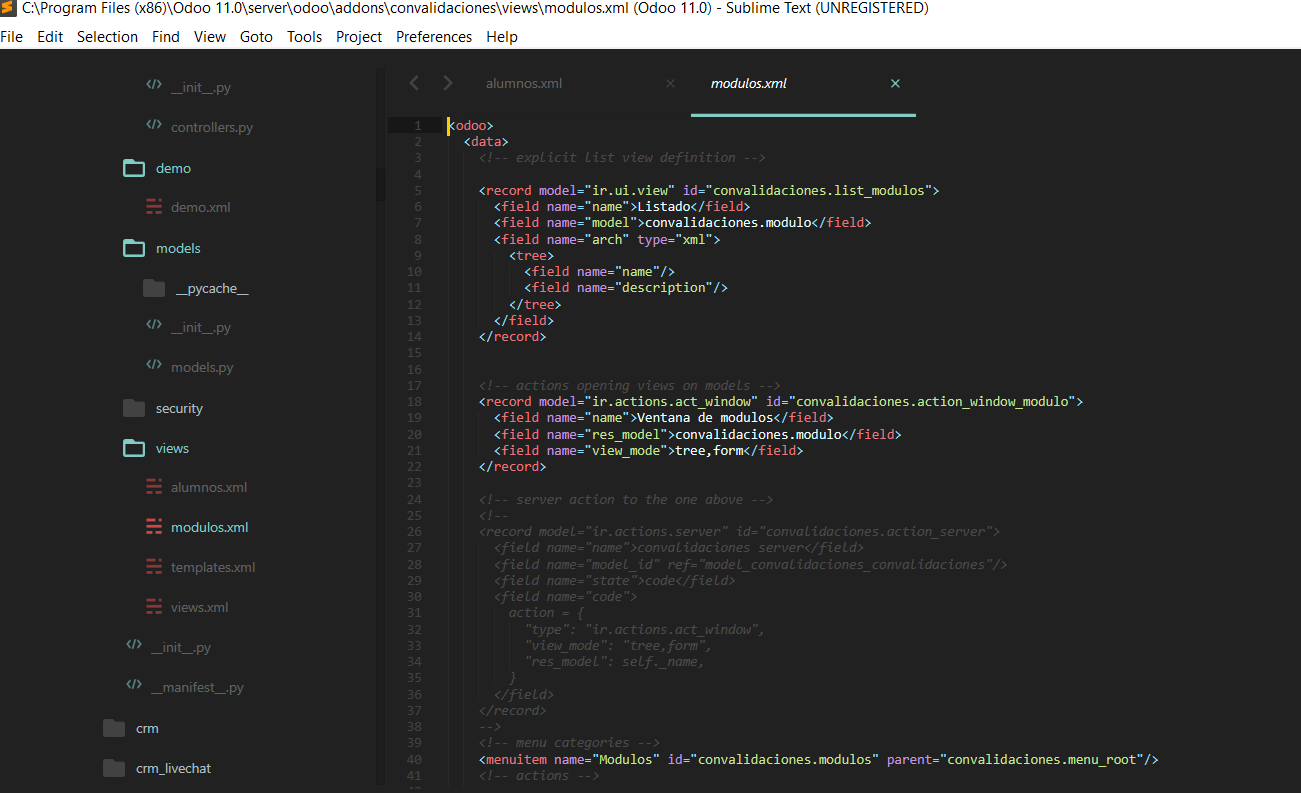 C:\Program Files (x86)\Odoo 11.0\server\odoo\addons\convalidaciones\views\modulos.xml (Odoo 11.0) - Sublime Text (UNREGISTERED)
File Edit Selection Find View Goto Tools Project Preferences Help
__init__.py
controllers.py
demo
demo.xml
models
__pycache__
__init__.py
models.py
security
views
alumnos.xml
modulos.xml
templates.xml
views.xml
__init__.py
__manifest__.py
crm
crm_livechat
alumnos.xml × modulos.xml ×
1 <odoo>
2 <data>
3 <!-- explicit list view definition -->
4
5 <record model="ir.ui.view" id="convalidaciones.list_modulos">
6 <field name="name">Listado</field>
7 <field name="model">convalidaciones.modulo</field>
8 <field name="arch" type="xml">
9 <tree>
10 <field name="name"/>
11 <field name="description"/>
12 </tree>
13 </field>
14 </record>
15
16
17 <!-- actions opening views on models -->
18 <record model="ir.actions.act_window" id="convalidaciones.action_window_modulo">
19 <field name="name">Ventana de modulos</field>
20 <field name="res_model">convalidaciones.modulo</field>
21 <field name="view_mode">tree,form</field>
22 </record>
23
24 <!-- server action to the one above -->
25 <!--
26 <record model="ir.actions.server" id="convalidaciones.action_server">
27 <field name="name">convalidaciones server</field>
28 <field name="model_id" ref="model_convalidaciones_convalidaciones"/>
29 <field name="state">code</field>
30 <field name="code">
31 action = {
32 "type": "ir.actions.act_window",
33 "view_mode": "tree,form",
34 "res_model": self._name,
35 }
36 </field>
37 </record>
38 -->
39 <!-- menu categories -->
40 <menuitem name="Modulos" id="convalidaciones.modulos" parent="convalidaciones.menu_root"/>
41 <!-- actions -->